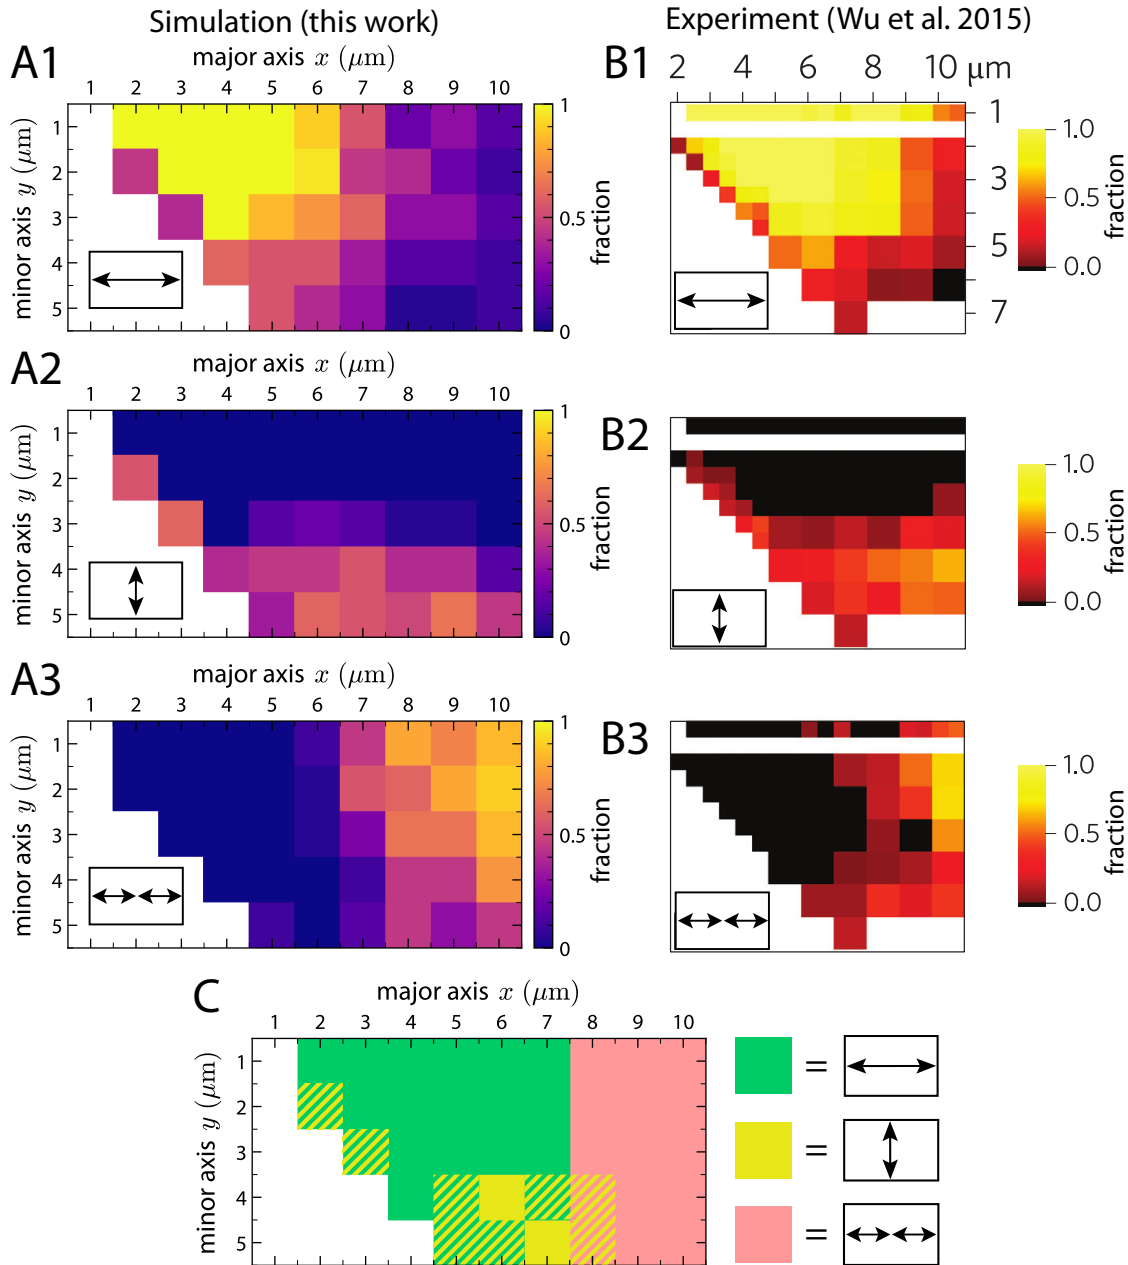 Simulation (this work)
Experiment (Wu et al. 2015)
A1
major axis x (μm)
1 2 3 4 5 6 7 8 9 10
minor axis y (μm)
1
2
3
4
5
1
0.5
0
fraction
B1
2 4 6 8 10 μm
1
3
5
7
1.0
0.5
0.0
fraction
A2
major axis x (μm)
1 2 3 4 5 6 7 8 9 10
minor axis y (μm)
1
2
3
4
5
1
0.5
0
fraction
B2
1.0
0.5
0.0
fraction
A3
major axis x (μm)
1 2 3 4 5 6 7 8 9 10
minor axis y (μm)
1
2
3
4
5
1
0.5
0
fraction
B3
1.0
0.5
0.0
fraction
C
major axis x (μm)
1 2 3 4 5 6 7 8 9 10
minor axis y (μm)
1
2
3
4
5
=
=
=